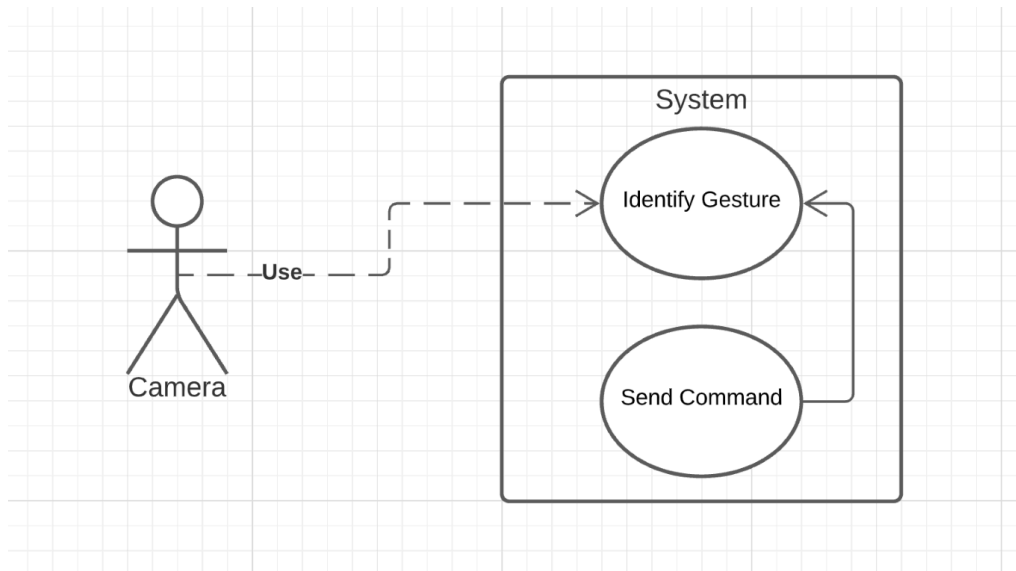 System
Identify Gesture
Use
Camera
Send Command